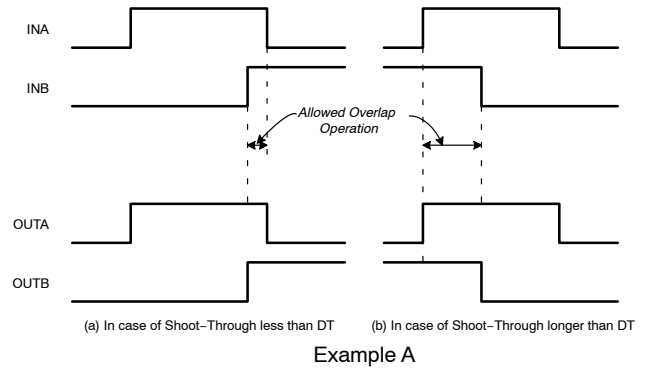 INA
INB
Allowed Overlap
Operation
OUTA
OUTB
(a) In case of Shoot−Through less than DT
(b) In case of Shoot−Through longer than DT
Example A